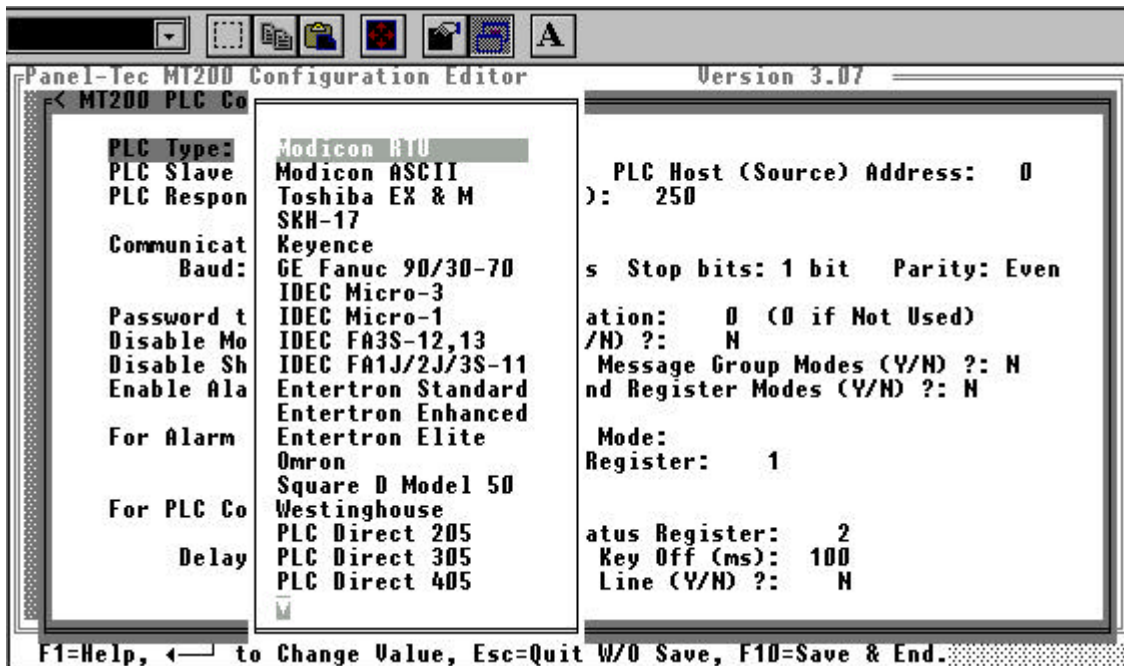 A
Panel-Tec MT200 Configuration Editor Version 3.07
< MT200 PLC Co
PLC Type: Modicon RTU
PLC Slave Modicon ASCII PLC Host (Source) Address: 0
PLC Respon Toshiba EX & M ): 250
SKH-17
Communicat Keyence
Baud: GE Fanuc 90/30-70 s Stop bits: 1 bit Parity: Even
IDEC Micro-3
Password t IDEC Micro-1 ation: 0 (0 if Not Used)
Disable Mo IDEC FA3S-12,13 /N) ?: N
Disable Sh IDEC FA1J/2J/3S-11 Message Group Modes (Y/N) ?: N
Enable Ala Entertron Standard nd Register Modes (Y/N) ?: N
Entertron Enhanced
For Alarm Entertron Elite Mode:
Omron Register: 1
Square D Model 50
For PLC Co Westinghouse
PLC Direct 205 atus Register: 2
Delay PLC Direct 305 Key Off (ms): 100
PLC Direct 405 Line (Y/N) ?: N
F1=Help, ◄─┘ to Change Value, Esc=Quit W/O Save, F10=Save & End.